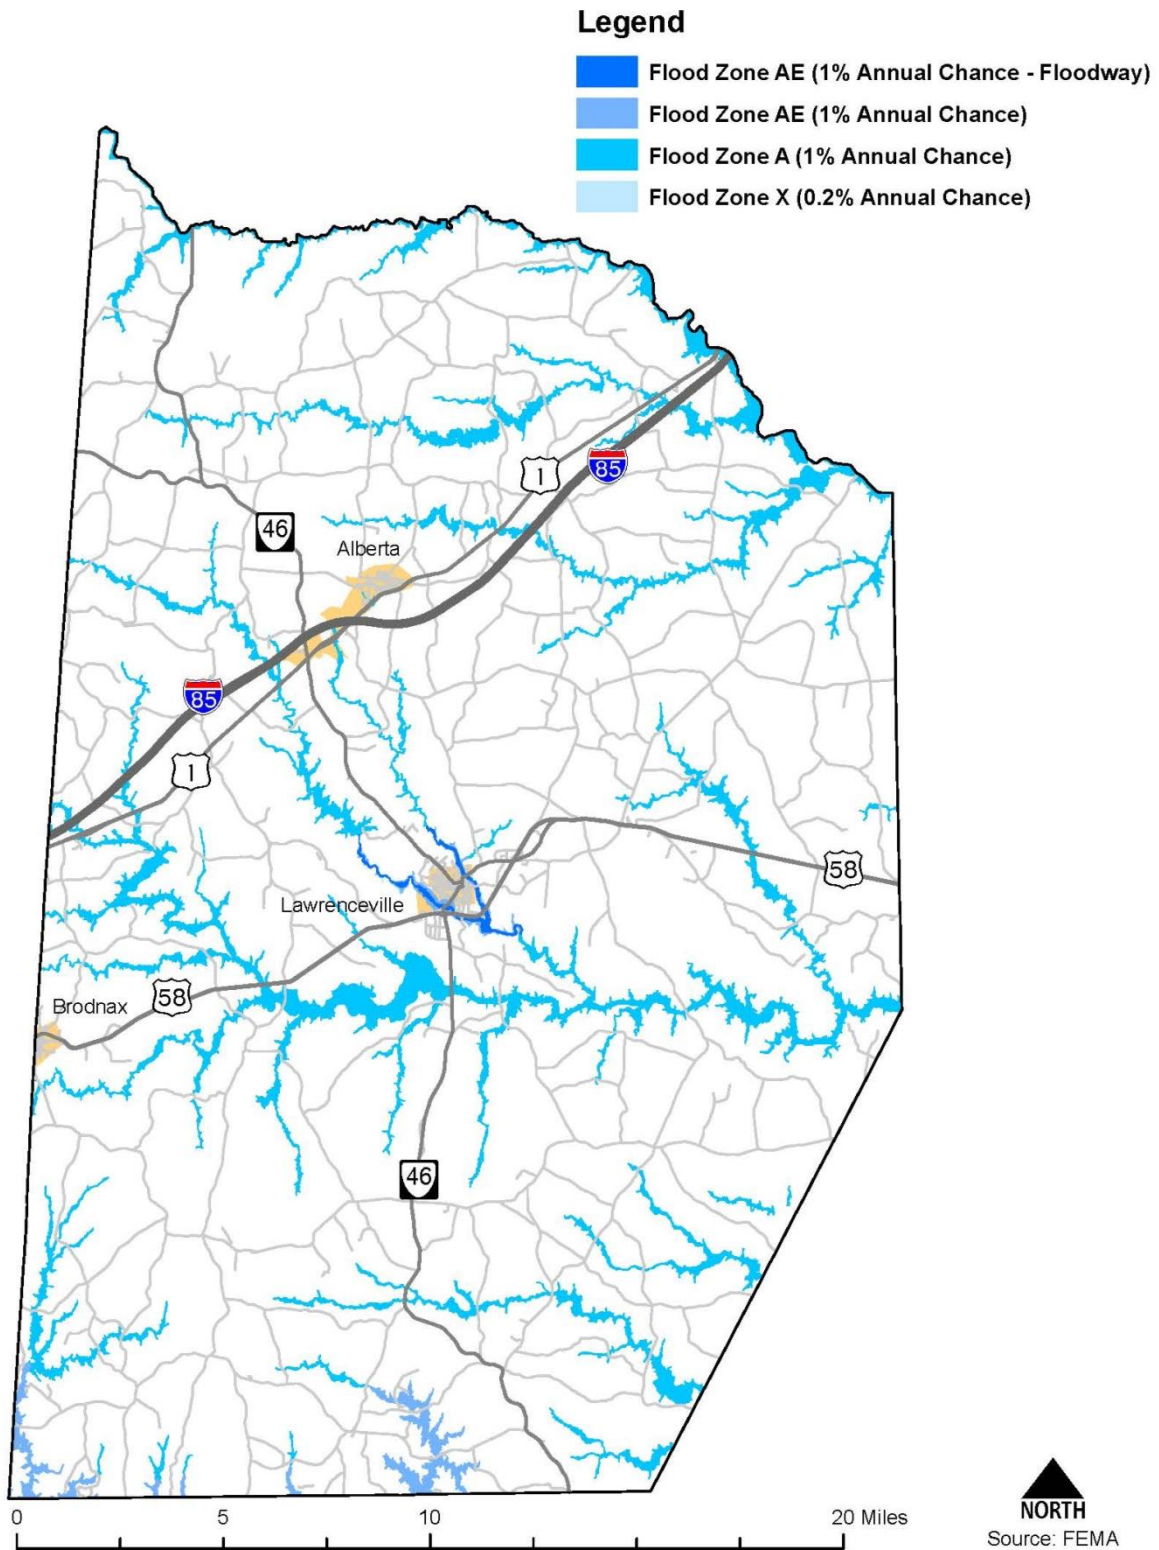 Legend
Flood Zone AE (1% Annual Chance - Floodway)
Flood Zone AE (1% Annual Chance)
Flood Zone A (1% Annual Chance)
Flood Zone X (0.2% Annual Chance)
1
85
46
Alberta
85
1
58
Lawrenceville
58
Brodnax
46
0 5 10 20 Miles
NORTH
Source: FEMA